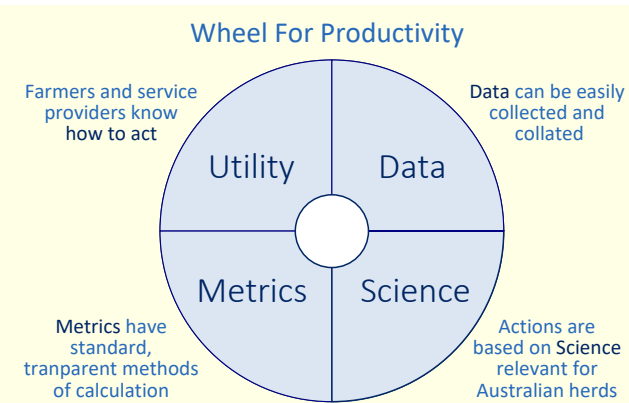 Wheel For Productivity
Farmers and service
providers know
how to act
Data can be easily
collected and
collated
Utility
Data
Metrics
Science
Metrics have
standard,
tranparent methods
of calculation
Actions are
based on Science
relevant for
Australian herds